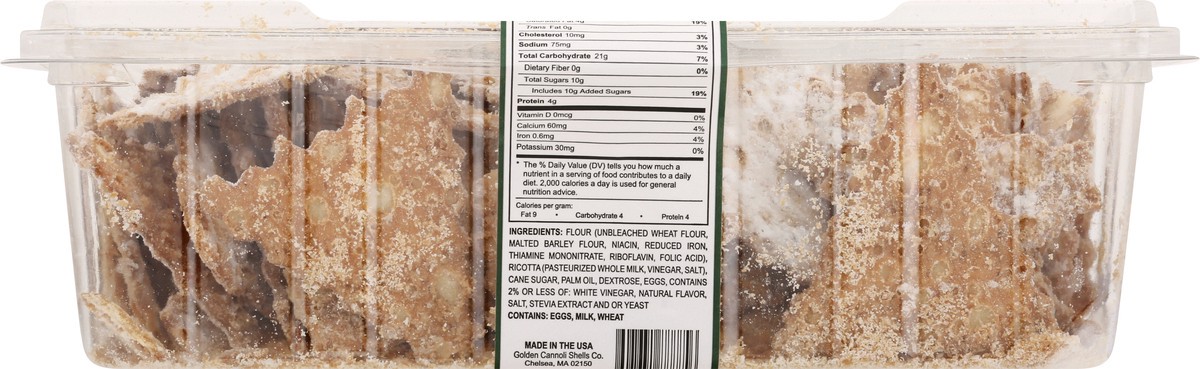 19%
Trans Fat 0g
Cholesterol 10mg 3%
Sodium 75mg 3%
Total Carbohydrate 21g 7%
Dietary Fiber 0g 0%
Total Sugars 10g
Includes 10g Added Sugars 19%
Protein 4g
Vitamin D 0mcg 0%
Calcium 60mg 4%
Iron 0.6mg 4%
Potassium 30mg 0%
* The % Daily Value (DV) tells you how much a
nutrient in a serving of food contributes to a daily
diet. 2,000 calories a day is used for general
nutrition advice.
Calories per gram:
Fat 9 • Carbohydrate 4 • Protein 4
INGREDIENTS: FLOUR (UNBLEACHED WHEAT FLOUR,
MALTED BARLEY FLOUR, NIACIN, REDUCED IRON,
THIAMINE MONONITRATE, RIBOFLAVIN, FOLIC ACID),
RICOTTA (PASTEURIZED WHOLE MILK, VINEGAR, SALT),
CANE SUGAR, PALM OIL, DEXTROSE, EGGS, CONTAINS
2% OR LESS OF: WHITE VINEGAR, NATURAL FLAVOR,
SALT, STEVIA EXTRACT AND OR YEAST
CONTAINS: EGGS, MILK, WHEAT
MADE IN THE USA
Golden Cannoli Shells Co.
Chelsea, MA 02150